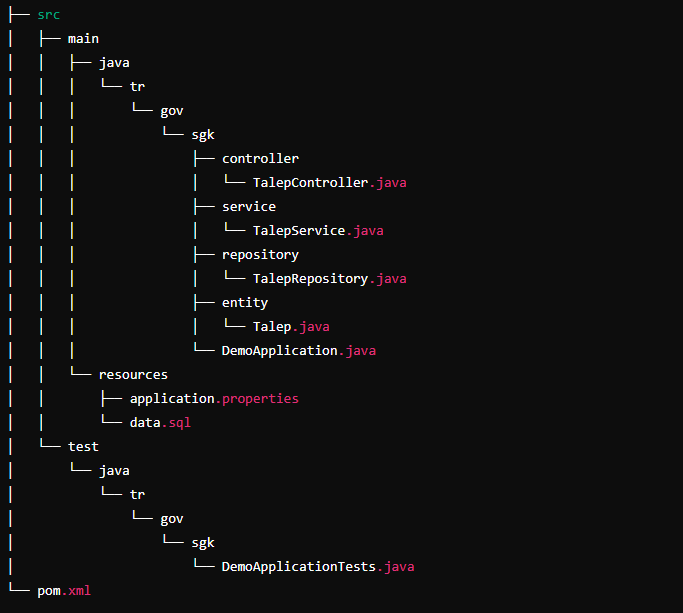 ├── src
│   ├── main
│   │   ├── java
│   │   │   └── tr
│   │   │       └── gov
│   │   │           └── sgk
│   │   │               ├── controller
│   │   │               │   └── TalepController.java
│   │   │               ├── service
│   │   │               │   └── TalepService.java
│   │   │               ├── repository
│   │   │               │   └── TalepRepository.java
│   │   │               ├── entity
│   │   │               │   └── Talep.java
│   │   │               └── DemoApplication.java
│   │   └── resources
│   │       ├── application.properties
│   │       └── data.sql
│   └── test
│       └── java
│           └── tr
│               └── gov
│                   └── sgk
│                       └── DemoApplicationTests.java
└── pom.xml